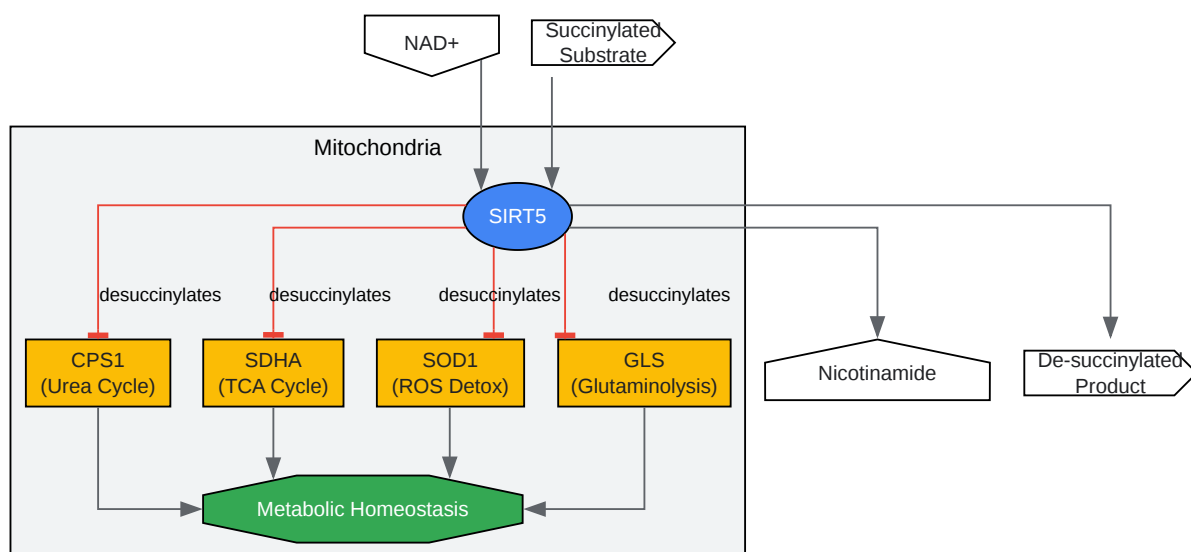 NAD+
Succinylated
Substrate
Mitochondria
SIRT5
desuccinylates
desuccinylates
desuccinylates
desuccinylates
CPS1
(Urea Cycle)
SDHA
(TCA Cycle)
SOD1
(ROS Detox)
GLS
(Glutaminolysis)
Nicotinamide
De-succinylated
Product
Metabolic Homeostasis